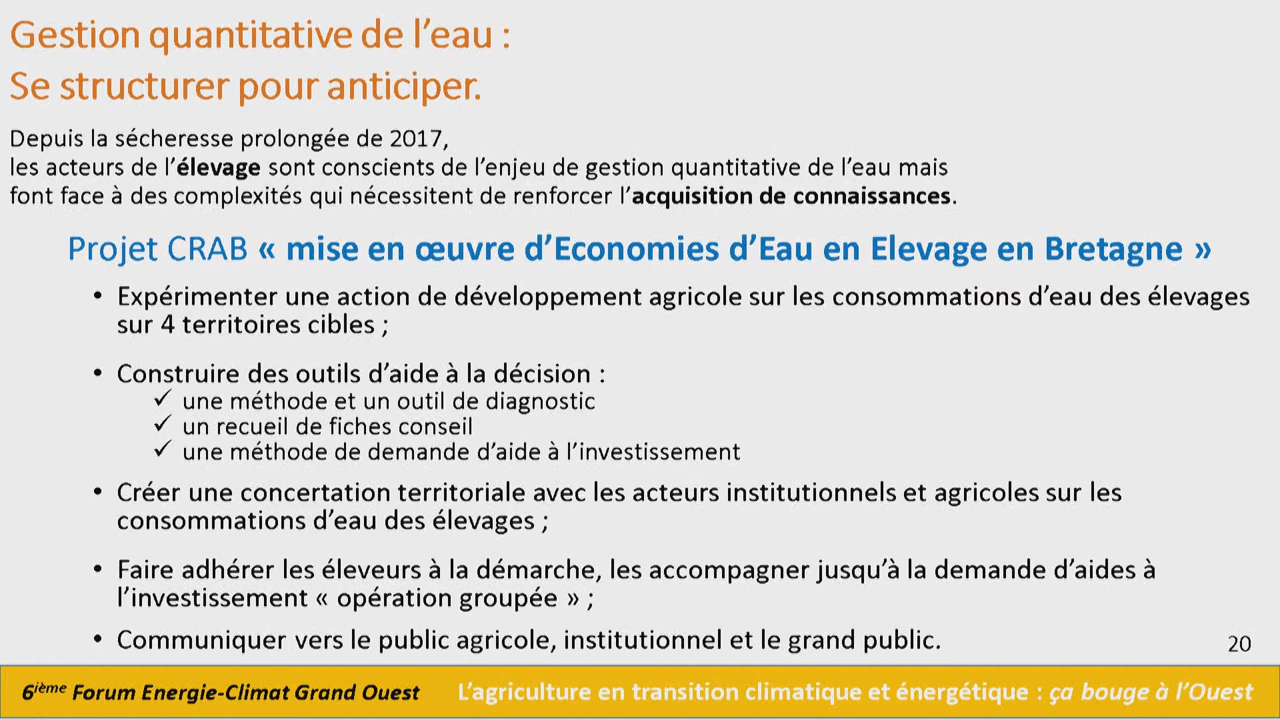 Gestion quantitative de l’eau :
Se structurer pour anticiper.
Depuis la sécheresse prolongée de 2017,
les acteurs de l’élevage sont conscients de l’enjeu de gestion quantitative de l’eau mais
font face à des complexités qui nécessitent de renforcer l’acquisition de connaissances.
Projet CRAB « mise en œuvre d’Economies d’Eau en Elevage en Bretagne »
• Expérimenter une action de développement agricole sur les consommations d’eau des élevages
sur 4 territoires cibles ;
• Construire des outils d’aide à la décision :
✓ une méthode et un outil de diagnostic
✓ un recueil de fiches conseil
✓ une méthode de demande d’aide à l’investissement
• Créer une concertation territoriale avec les acteurs institutionnels et agricoles sur les
consommations d’eau des élevages ;
• Faire adhérer les éleveurs à la démarche, les accompagner jusqu’à la demande d’aides à
l’investissement « opération groupée » ;
• Communiquer vers le public agricole, institutionnel et le grand public.
20
6ième Forum Energie-Climat Grand Ouest L’agriculture en transition climatique et énergétique : ça bouge à l’Ouest